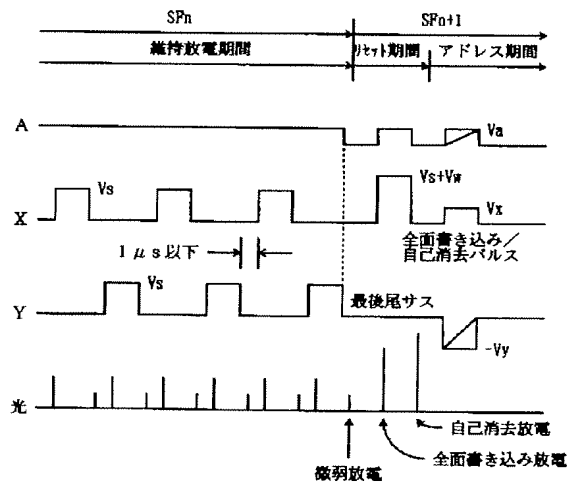 SFn
SFn+1
維持放電期間
リセット期間
アドレス期間
A
Va
Vs
Vs+Vw
X
Vx
全面書き込み/
自己消去パルス
1μs以下
Vs
Y
最後尾サス
-Vy
光
自己消去放電
全面書き込み放電
微弱放電